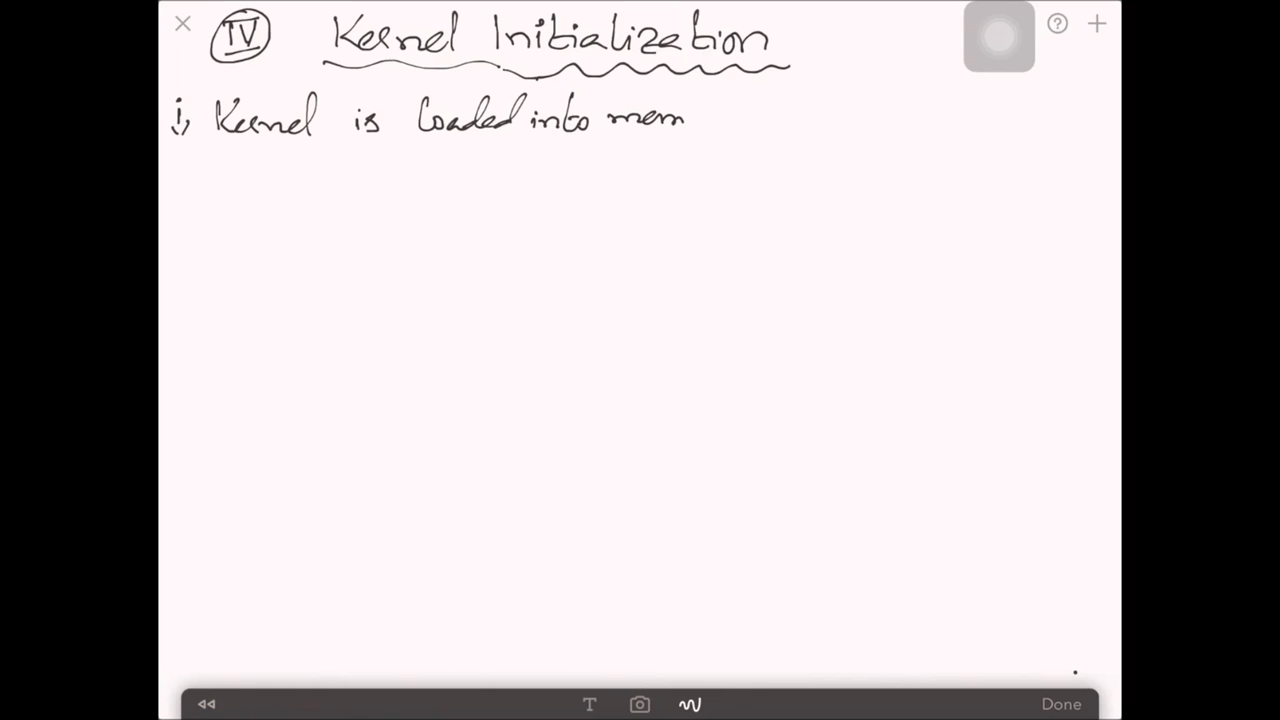 IV Kernel Initialization
i, Kernel is loaded into mem
T Done